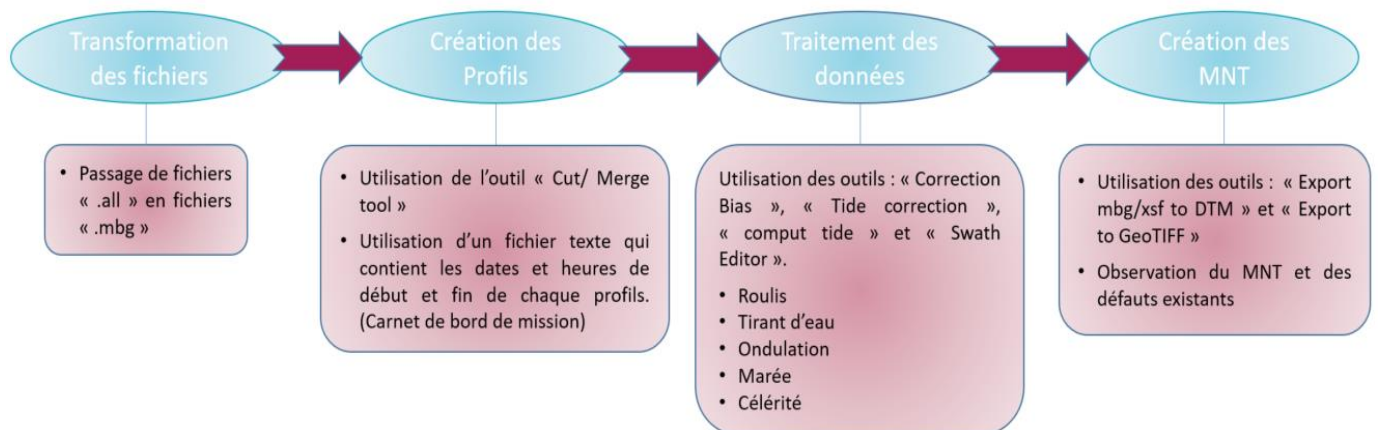 Transformation
des fichiers
Création des
Profils
Traitement des
données
Création des
MNT
• Passage de fichiers
« .all » en fichiers
« .mbg »
• Utilisation de l’outil « Cut/ Merge
tool »
• Utilisation d’un fichier texte qui
contient les dates et heures de
début et fin de chaque profils.
(Carnet de bord de mission)
Utilisation des outils : « Correction
Bias », « Tide correction »,
« comput tide » et « Swath
Editor ».
• Roulis
• Tirant d’eau
• Ondulation
• Marée
• Célérité
• Utilisation des outils : « Export
mbg/xsf to DTM » et « Export
to GeoTIFF »
• Observation du MNT et des
défauts existants